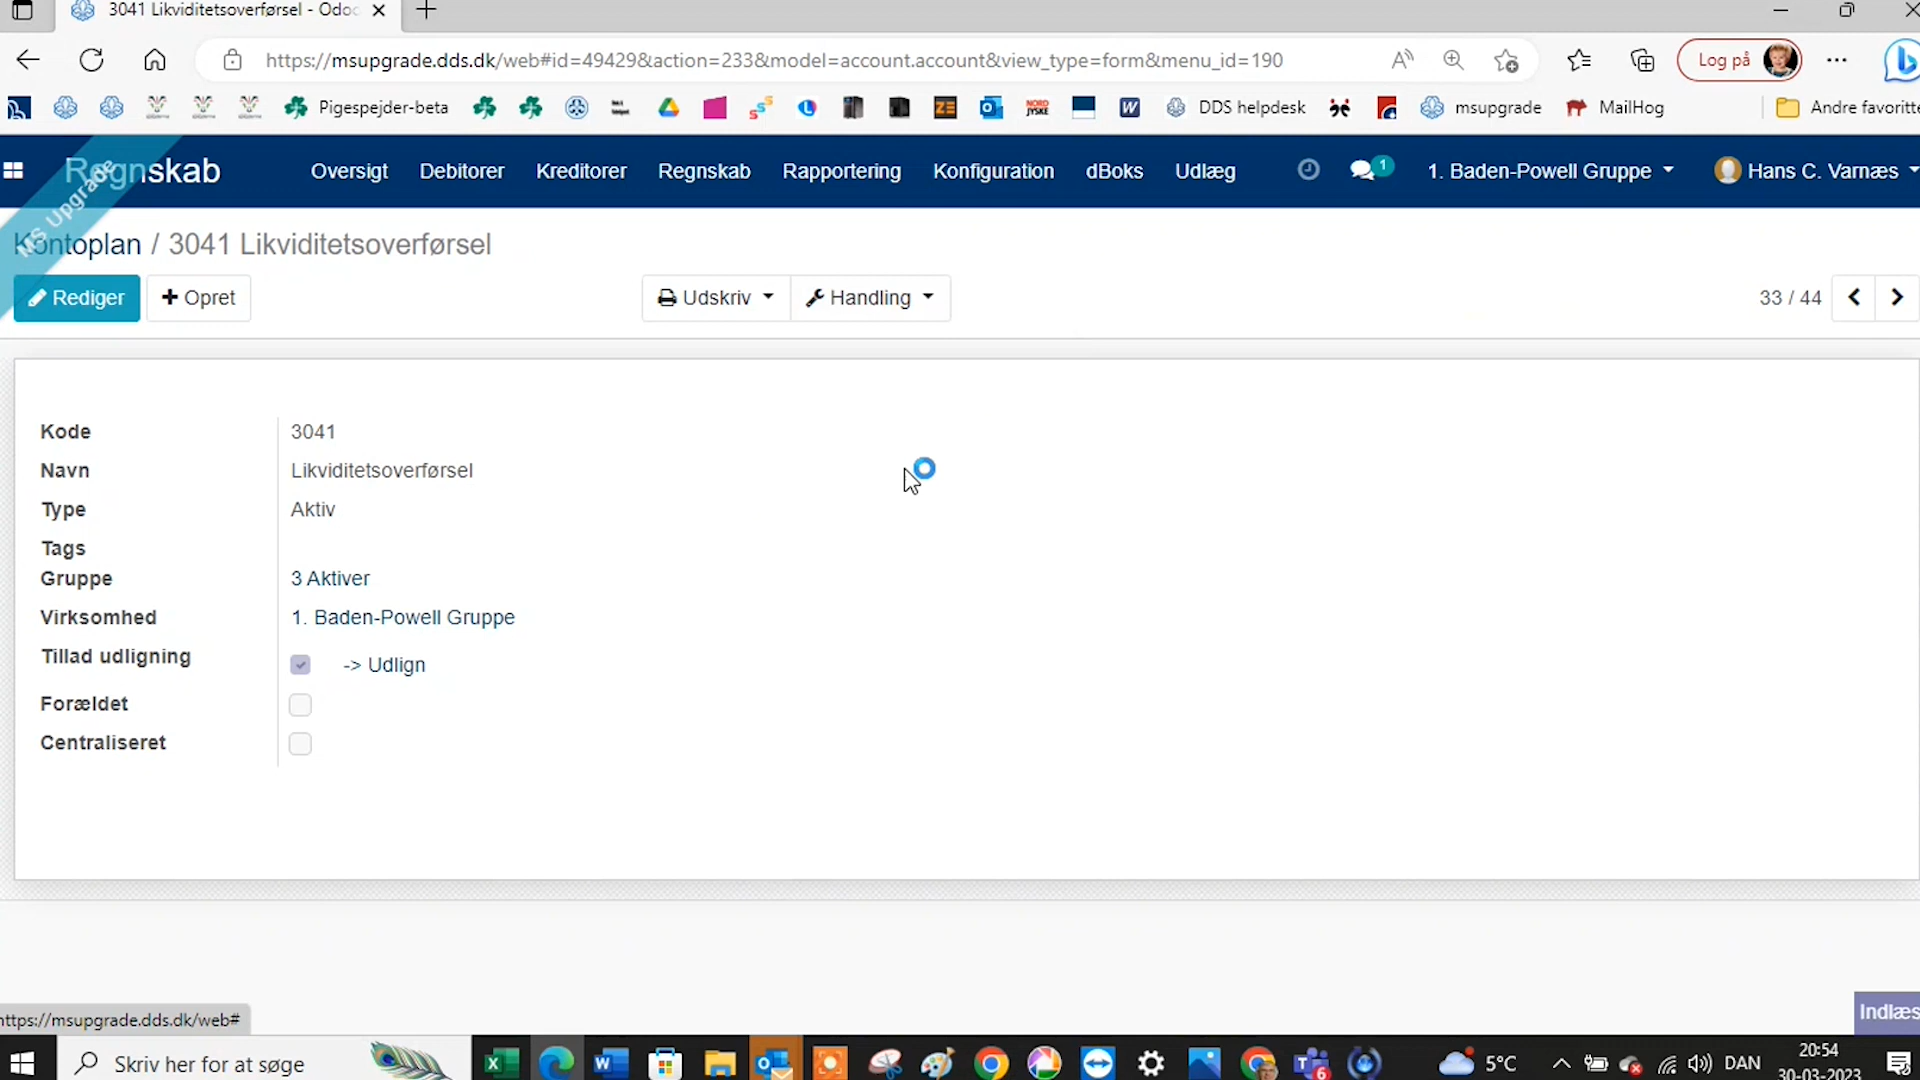 3041 Likviditetsoverførsel - Odoo
https://msupgrade.dds.dk/web#id=49429&action=233&model=account.account&view_type=form&menu_id=190
Log på
Pigespejder-beta
DDS helpdesk
msupgrade
MailHog
Andre favoritte
MS Upgrade
Regnskab
Oversigt
Debitorer
Kreditorer
Regnskab
Rapportering
Konfiguration
dBoks
Udlæg
1
1. Baden-Powell Gruppe
Hans C. Varnæs
Kontoplan / 3041 Likviditetsoverførsel
Rediger
Opret
Udskriv
Handling
33 / 44
Kode 3041
Navn Likviditetsoverførsel
Type Aktiv
Tags
Gruppe 3 Aktiver
Virksomhed 1. Baden-Powell Gruppe
Tillad udligning -> Udlign
Forældet
Centraliseret
https://msupgrade.dds.dk/web#
Indlæs
Skriv her for at søge
6
5°C
DAN
20:54
30-03-2023